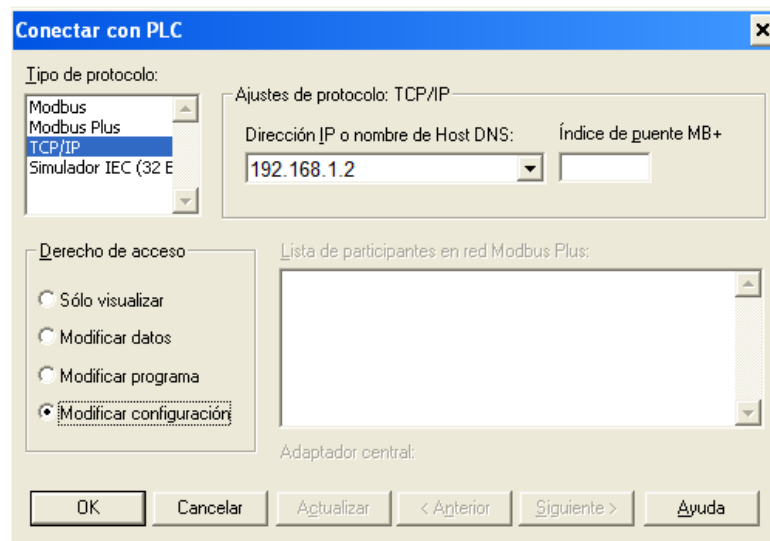 Conectar con PLC
Tipo de protocolo:
Modbus
Modbus Plus
TCP/IP
Simulador IEC (32 E
Ajustes de protocolo: TCP/IP
Dirección IP o nombre de Host DNS:
Índice de puente MB+
192.168.1.2
Derecho de acceso
Sólo visualizar
Modificar datos
Modificar programa
Modificar configuración
Lista de participantes en red Modbus Plus:
Adaptador central:
OK
Cancelar
Actualizar
< Anterior
Siguiente >
Ayuda